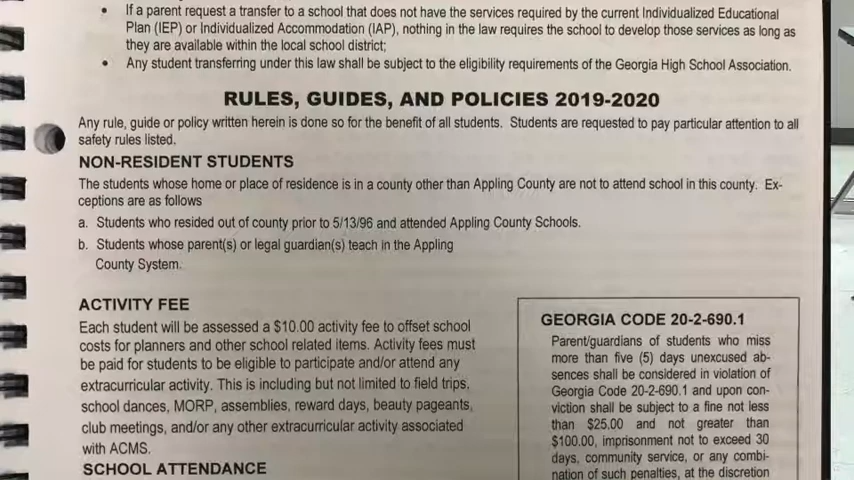 • If a parent request a transfer to a school that does not have the services required by the current Individualized Educational
Plan (IEP) or Individualized Accommodation (IAP), nothing in the law requires the school to develop those services as long as
they are available within the local school district;
• Any student transferring under this law shall be subject to the eligibility requirements of the Georgia High School Association.
RULES, GUIDES, AND POLICIES 2019-2020
Any rule, guide or policy written herein is done so for the benefit of all students. Students are requested to pay particular attention to all
safety rules listed.
NON-RESIDENT STUDENTS
The students whose home or place of residence is in a county other than Appling County are not to attend school in this county. Ex-
ceptions are as follows
a. Students who resided out of county prior to 5/13/96 and attended Appling County Schools.
b. Students whose parent(s) or legal guardian(s) teach in the Appling
County System.
ACTIVITY FEE
Each student will be assessed a $10.00 activity fee to offset school
costs for planners and other school related items. Activity fees must
be paid for students to be eligible to participate and/or attend any
extracurricular activity. This is including but not limited to field trips,
school dances, MORP, assemblies, reward days, beauty pageants,
club meetings, and/or any other extracurricular activity associated
with ACMS.
SCHOOL ATTENDANCE
GEORGIA CODE 20-2-690.1
Parent/guardians of students who miss
more than five (5) days unexcused ab-
sences shall be considered in violation of
Georgia Code 20-2-690.1 and upon con-
viction shall be subject to a fine not less
than $25.00 and not greater than
$100.00, imprisonment not to exceed 30
days, community service, or any combi-
nation of such penalties, at the discretion